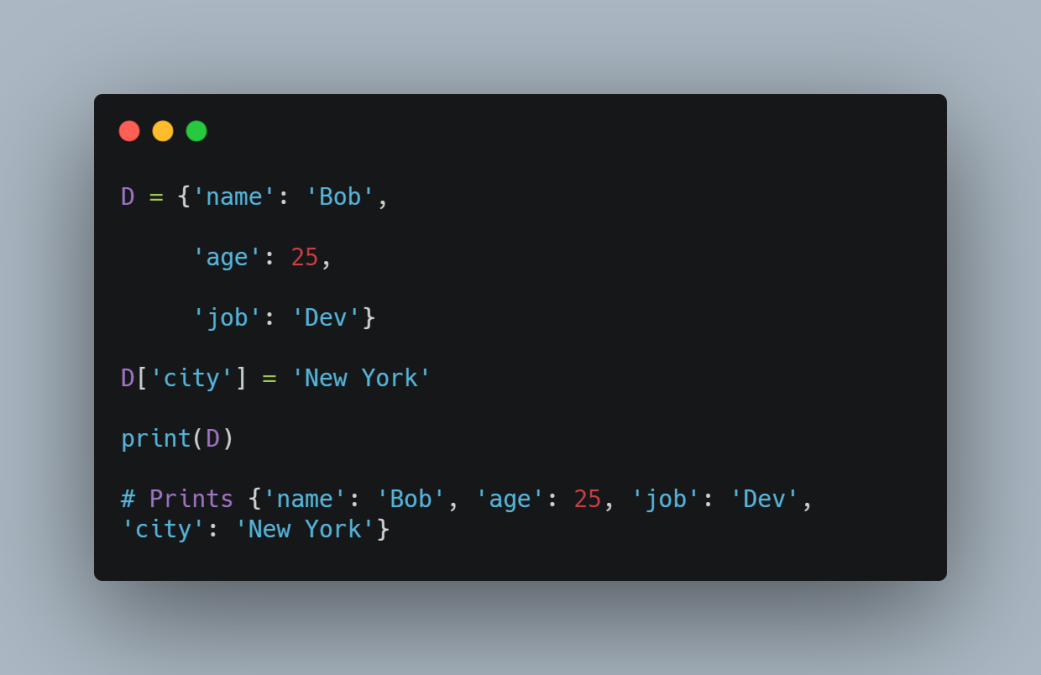 D = {'name': 'Bob',
     'age': 25,
     'job': 'Dev'}
D['city'] = 'New York'
print(D)
# Prints {'name': 'Bob', 'age': 25, 'job': 'Dev',
'city': 'New York'}